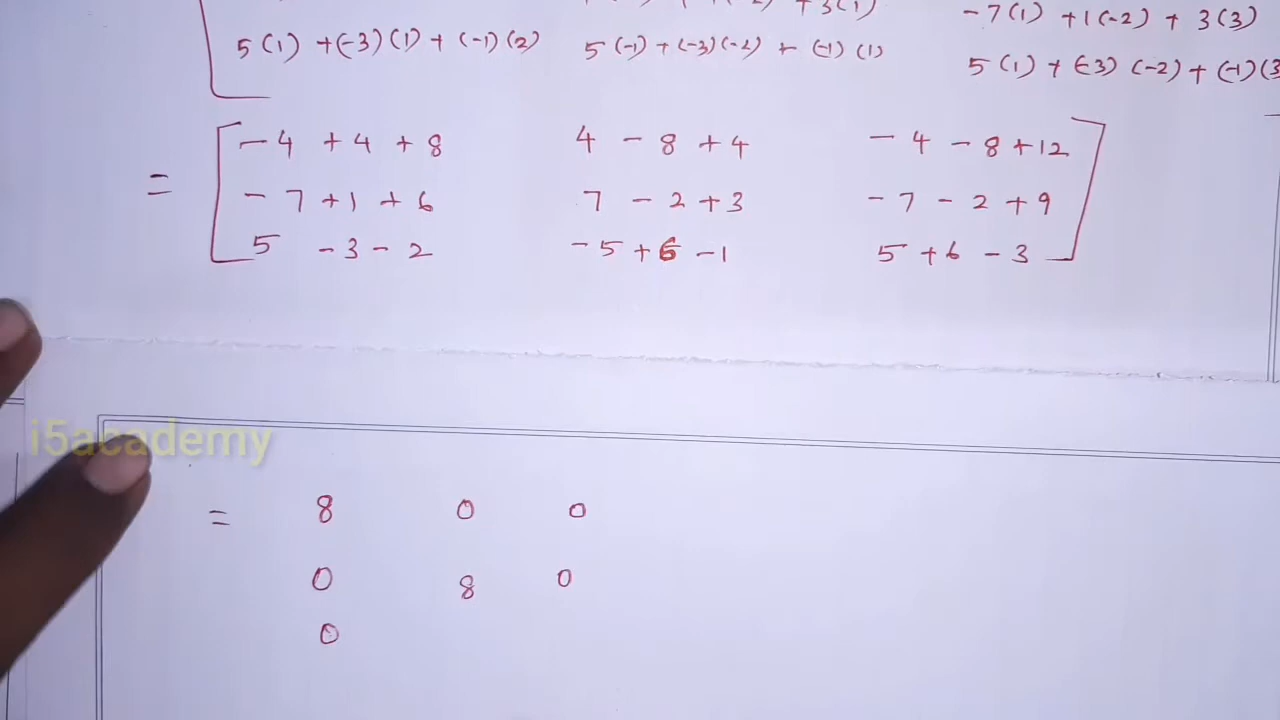 +3(1)
-7(1) +1(-2) + 3(3)
5(1) +(-3)(1) + (-1)(2) 5(-1) + (-3)(-2) + (-1)(1) 5(1) + (-3)(-2) + (-1)(3
= -4 +4 +8 4 -8 +4 -4 -8 +12
-7 +1 +6 7 -2 +3 -7 -2 +9
5 -3 -2 -5 +6 -1 5 +6 -3
i5academy
= 8 0 0
0 8 0
0